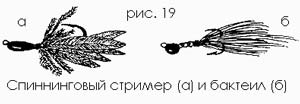 рис. 19
а
б
Спиннинговый стример (а) и бактеил (б)